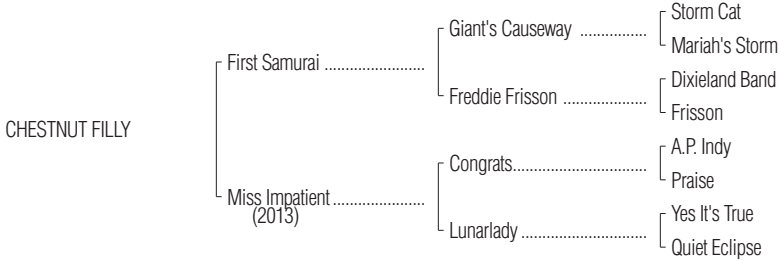 Storm Cat
Giant's Causeway ................
Mariah's Storm
First Samurai ........................
Dixieland Band
Freddie Frisson ....................
Frisson
CHESTNUT FILLY
A.P. Indy
Congrats................................
Praise
Miss Impatient ......................
(2013)
Yes It's True
Lunarlady ..............................
Quiet Eclipse